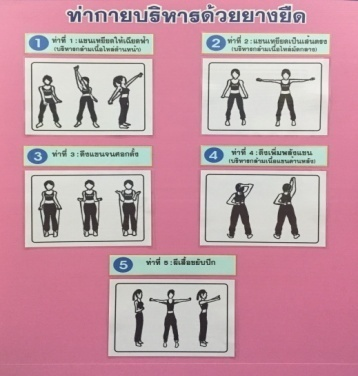 ท่ากายบริหารด้วยยางยืด
1
ท่าที่ 1 : แขนเหยียดให้เฉียดฟ้า
(บริหารกล้ามเนื้อไหล่ด้านหน้า)
2
ท่าที่ 2 : แขนเหยียดเป็นเส้นตรง
(บริหารกล้ามเนื้อไหล่มัดกลาง)
3
ท่าที่ 3 : ดึงแขนจนศอกตั้ง
4
ท่าที่ 4 : ดึงเพิ่มพลังแขน
(บริหารกล้ามเนื้อแขนด้านหลัง)
5
ท่าที่ 5 : ผีเสื้อขยับปีก